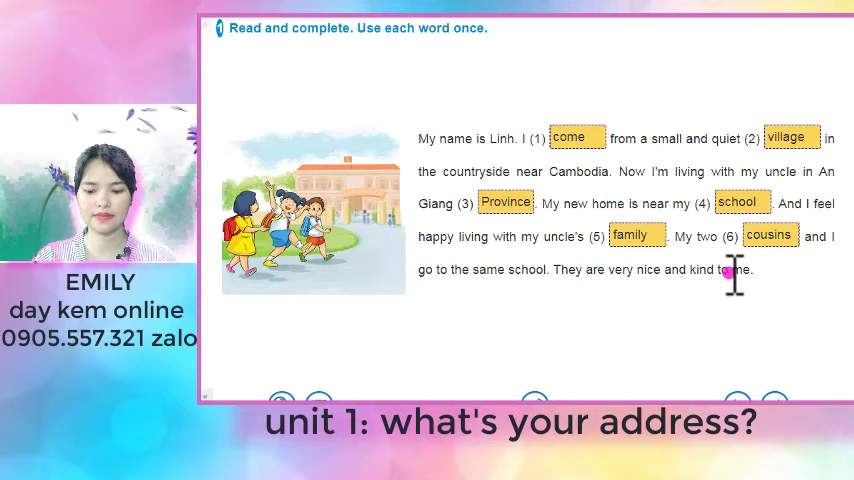 1 Read and complete. Use each word once.
My name is Linh. I (1) come from a small and quiet (2) village in
the countryside near Cambodia. Now I'm living with my uncle in An
Giang (3) Province . My new home is near my (4) school . And I feel
happy living with my uncle's (5) family . My two (6) cousins and I
go to the same school. They are very nice and kind to me.
EMILY
day kem online
0905.557.321 zalo
unit 1: what's your address?